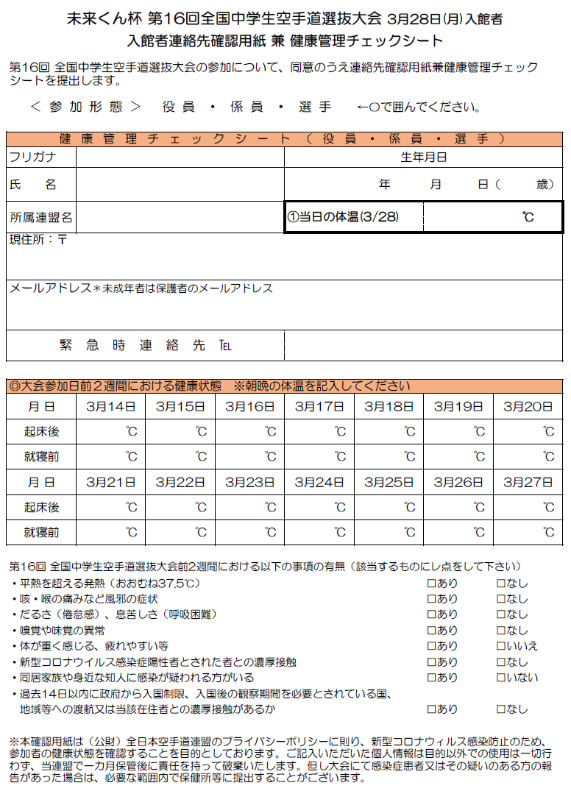 未来くん杯 第16回全国中学生空手道選抜大会 3月28日(月)入館者
入館者連絡先確認用紙 兼 健康管理チェックシート
第16回 全国中学生空手道選抜大会の参加について、同意のうえ連絡先確認用紙兼健康管理チェック
シートを提出します。
＜ 参 加 形 態 ＞ 役 員 ・ 係 員 ・ 選 手 ←○で囲んでください。
健 康 管 理 チ ェ ッ ク シ ー ト （ 役 員 ・ 係 員 ・ 選 手 ）
フリガナ 生年月日
氏 名 年 月 日（ 歳）
所属連盟名 ①当日の体温(3/28) ℃
現住所：〒
メールアドレス＊未成年者は保護者のメールアドレス
緊 急 時 連 絡 先 ℡
◎大会参加日前２週間における健康状態 ※朝晩の体温を記入してください
月 日 3月14日 3月15日 3月16日 3月17日 3月18日 3月19日 3月20日
起床後 ℃ ℃ ℃ ℃ ℃ ℃ ℃
就寝前 ℃ ℃ ℃ ℃ ℃ ℃ ℃
月 日 3月21日 3月22日 3月23日 3月24日 3月25日 3月26日 3月27日
起床後 ℃ ℃ ℃ ℃ ℃ ℃ ℃
就寝前 ℃ ℃ ℃ ℃ ℃ ℃ ℃
第16回 全国中学生空手道選抜大会前2週間における以下の事項の有無（該当するものにレ点をして下さい）
・平熱を超える発熱（おおむね37.5℃） □あり □なし
・咳・喉の痛みなど風邪の症状 □あり □なし
・だるさ（倦怠感）、息苦しさ（呼吸困難） □あり □なし
・嗅覚や味覚の異常 □あり □なし
・体が重く感じる、疲れやすい等 □あり □いいえ
・新型コロナウイルス感染症陽性者とされた者との濃厚接触 □あり □なし
・同居家族や身近な知人に感染が疑われる方がいる □あり □いない
・過去14日以内に政府から入国制限、入国後の観察期間を必要とされている国、
地域等への渡航又は当該在住者との濃厚接触があるか □あり □なし
※本確認用紙は（公財）全日本空手道連盟のプライバシーポリシーに則り、新型コロナウィルス感染防止のため、
参加者の健康状態を確認することを目的としております。ご記入いただいた個人情報は目的以外での使用は一切行
わず、当連盟で一カ月保管後に責任を持って破棄いたします。但し大会にて感染症患者又はその疑いのある方の報
告があった場合は、必要な範囲内で保健所等に提出することがございます。